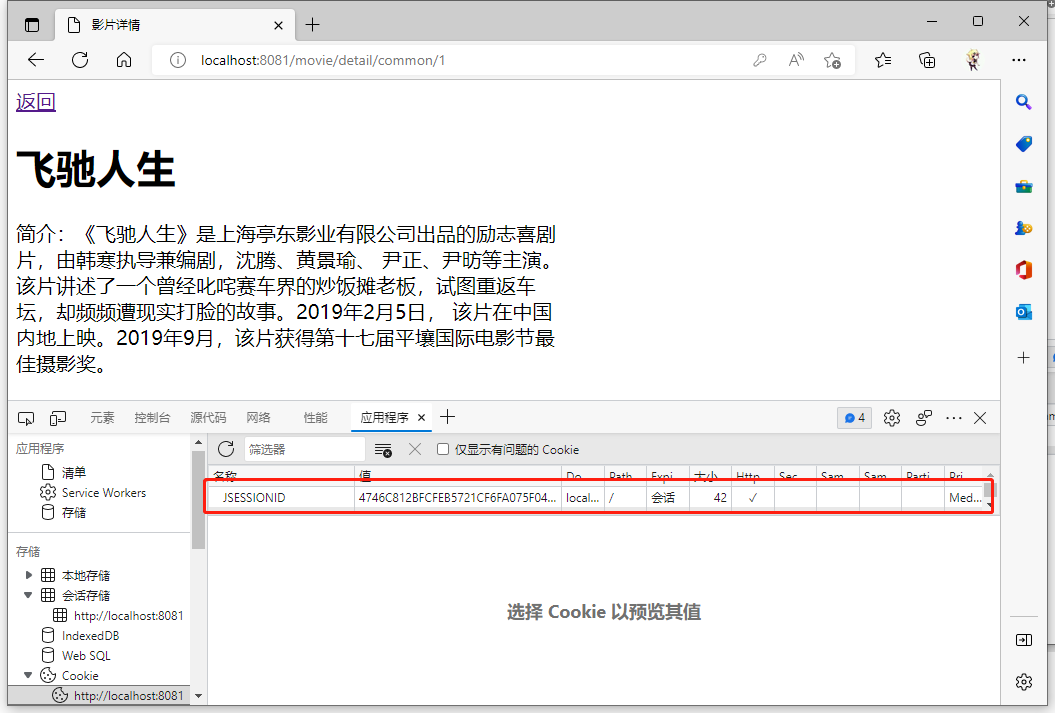 影片详情
localhost:8081/movie/detail/common/1
返回
飞驰人生
简介：《飞驰人生》是上海亭东影业有限公司出品的励志喜剧
片，由韩寒执导兼编剧，沈腾、黄景瑜、 尹正、尹昉等主演。
该片讲述了一个曾经叱咤赛车界的炒饭摊老板，试图重返车
坛，却频频遭现实打脸的故事。2019年2月5日， 该片在中国
内地上映。2019年9月，该片获得第十七届平壤国际电影节最
佳摄影奖。
元素 控制台 源代码 网络 性能 应用程序 4
应用程序
清单
Service Workers
存储
存储
本地存储
会话存储
http://localhost:8081
IndexedDB
Web SQL
Cookie
http://localhost:8081
筛选器 仅显示有问题的 Cookie
名称 值 Do... Path Expi... 大小 Http... Sec... Sam... Sam... Parti... Pri...
JSESSIONID 4746C812BFCFEB5721CF6FA075F04... local... / 会话 42 ✓ Med...
选择 Cookie 以预览其值